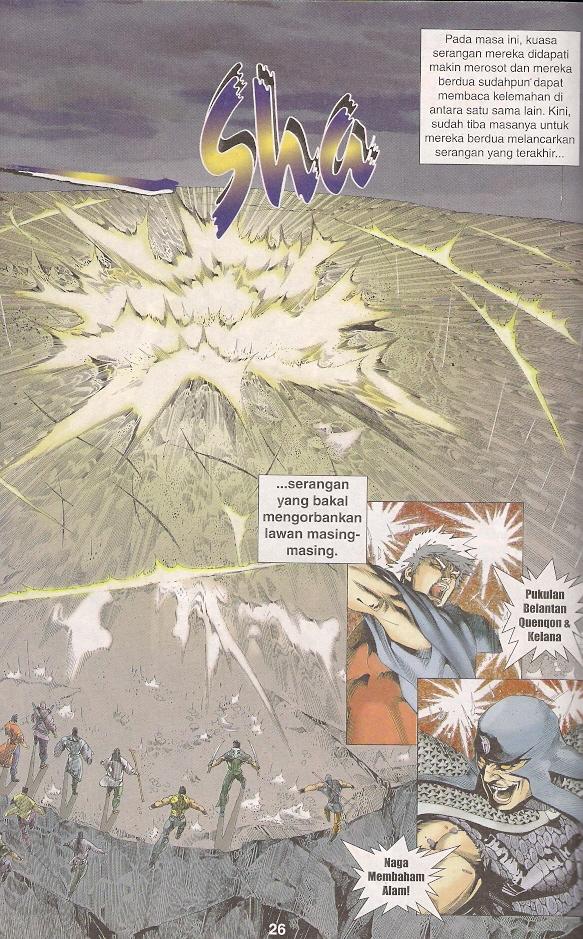 Pada masa ini, kuasa
serangan mereka didapati
makin merosot dan mereka
berdua sudahpun dapat
membaca kelemahan di
antara satu sama lain. Kini,
sudah tiba masanya untuk
mereka berdua melancarkan
serangan yang terakhir...
Sha
...serangan
yang bakal
mengorbankan
lawan masing-
masing.
Pukulan
Belantan
Quenqon &
Kelana
Naga
Membaham
Alam!
26